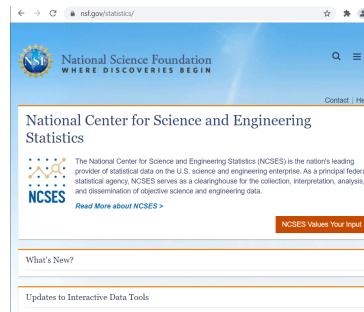 nsf.gov/statistics/
NSF
National Science Foundation
WHERE DISCOVERIES BEGIN
Contact | He
National Center for Science and Engineering
Statistics
NCSES
The National Center for Science and Engineering Statistics (NCSES) is the nation's leading
provider of statistical data on the U.S. science and engineering enterprise. As a principal federa
statistical agency, NCSES serves as a clearinghouse for the collection, interpretation, analysis,
and dissemination of objective science and engineering data.
Read More about NCSES >
NCSES Values Your Input
What's New?
Updates to Interactive Data Tools